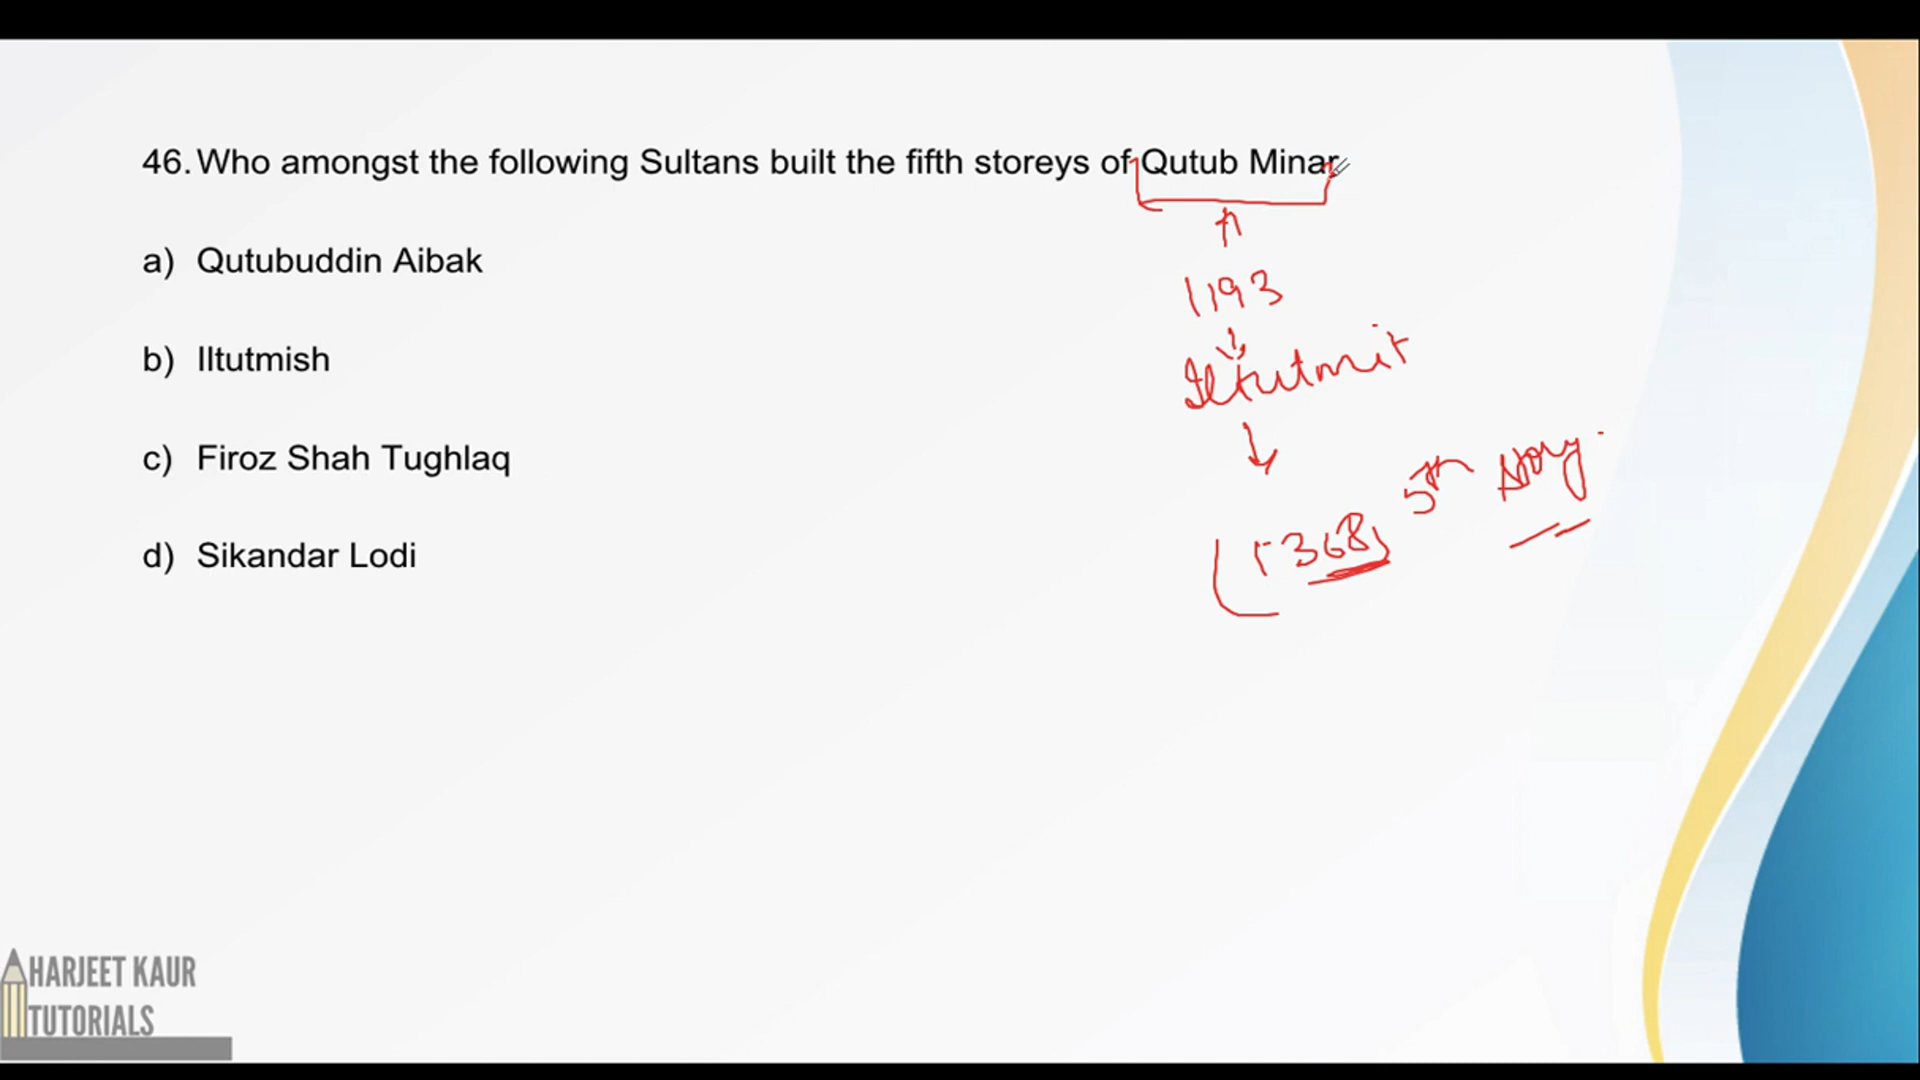 46. Who amongst the following Sultans built the fifth storeys of Qutub Minar
a) Qutubuddin Aibak
b) Iltutmish
c) Firoz Shah Tughlaq
d) Sikandar Lodi
1193
Iltutmit
5th story
1368
HARJEET KAUR
TUTORIALS